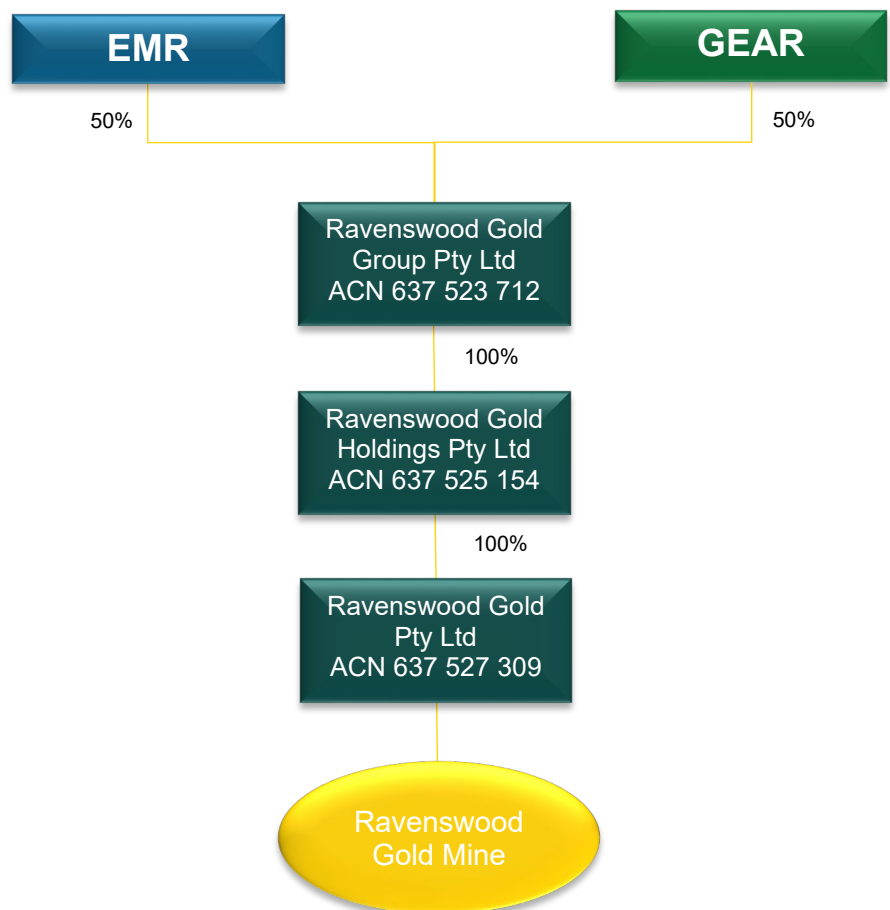 EMR
GEAR
50%
50%
Ravenswood Gold
Group Pty Ltd
ACN 637 523 712
100%
Ravenswood Gold
Holdings Pty Ltd
ACN 637 525 154
100%
Ravenswood Gold
Pty Ltd
ACN 637 527 309
Ravenswood
Gold Mine